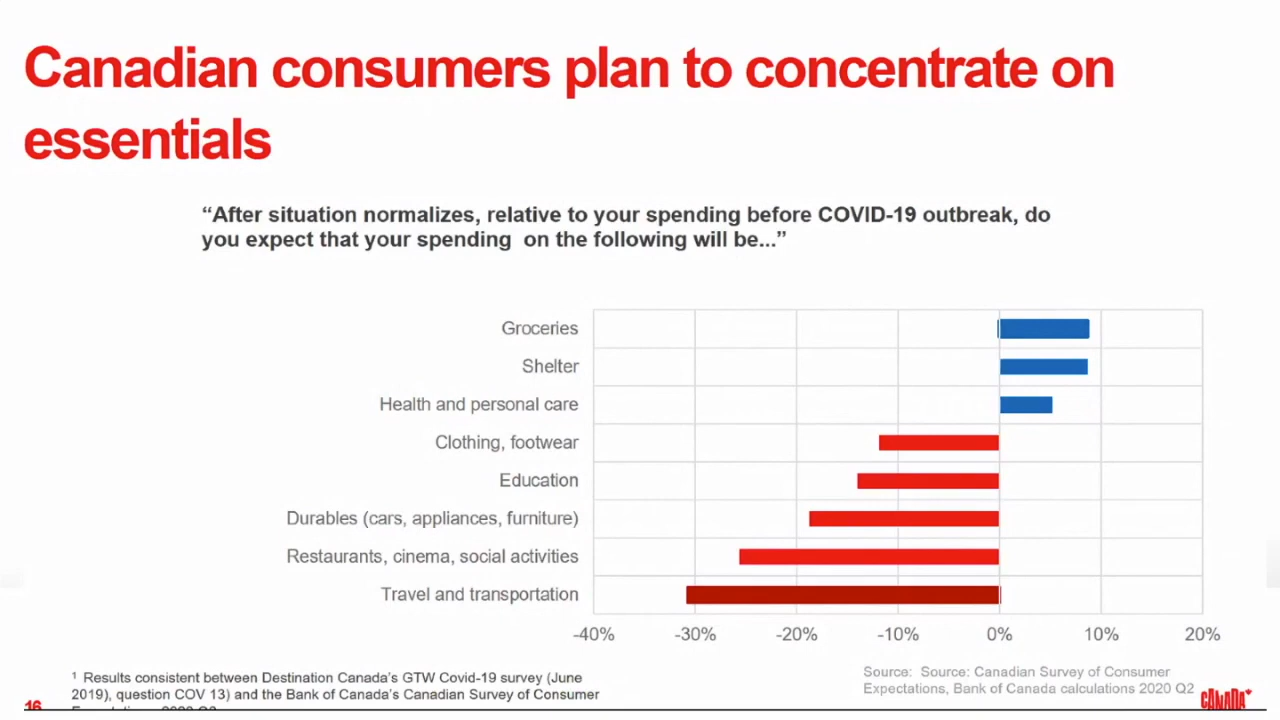 Canadian consumers plan to concentrate on
essentials
“After situation normalizes, relative to your spending before COVID-19 outbreak, do
you expect that your spending on the following will be...”
Groceries
Shelter
Health and personal care
Clothing, footwear
Education
Durables (cars, appliances, furniture)
Restaurants, cinema, social activities
Travel and transportation
-40% -30% -20% -10% 0% 10% 20%
¹ Results consistent between Destination Canada’s GTW Covid-19 survey (June
2019), question COV 13) and the Bank of Canada’s Canadian Survey of Consumer
Source: Source: Canadian Survey of Consumer
Expectations, Bank of Canada calculations 2020 Q2
16
CANADA